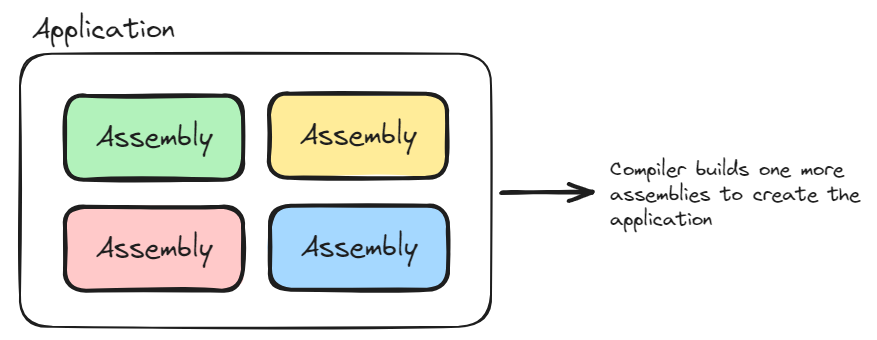 Application
Assembly
Assembly
Assembly
Assembly
Compiler builds one more
assemblies to create the
application